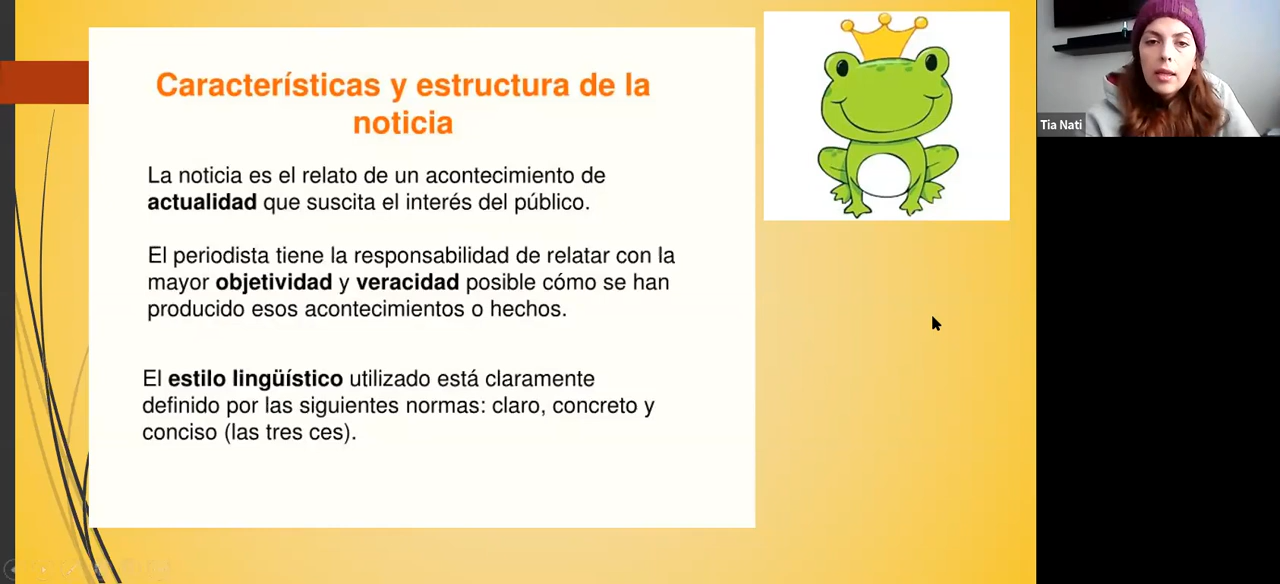 Características y estructura de la
noticia
La noticia es el relato de un acontecimiento de
actualidad que suscita el interés del público.
El periodista tiene la responsabilidad de relatar con la
mayor objetividad y veracidad posible cómo se han
producido esos acontecimientos o hechos.
El estilo lingüístico utilizado está claramente
definido por las siguientes normas: claro, concreto y
conciso (las tres ces).
Tia Nati